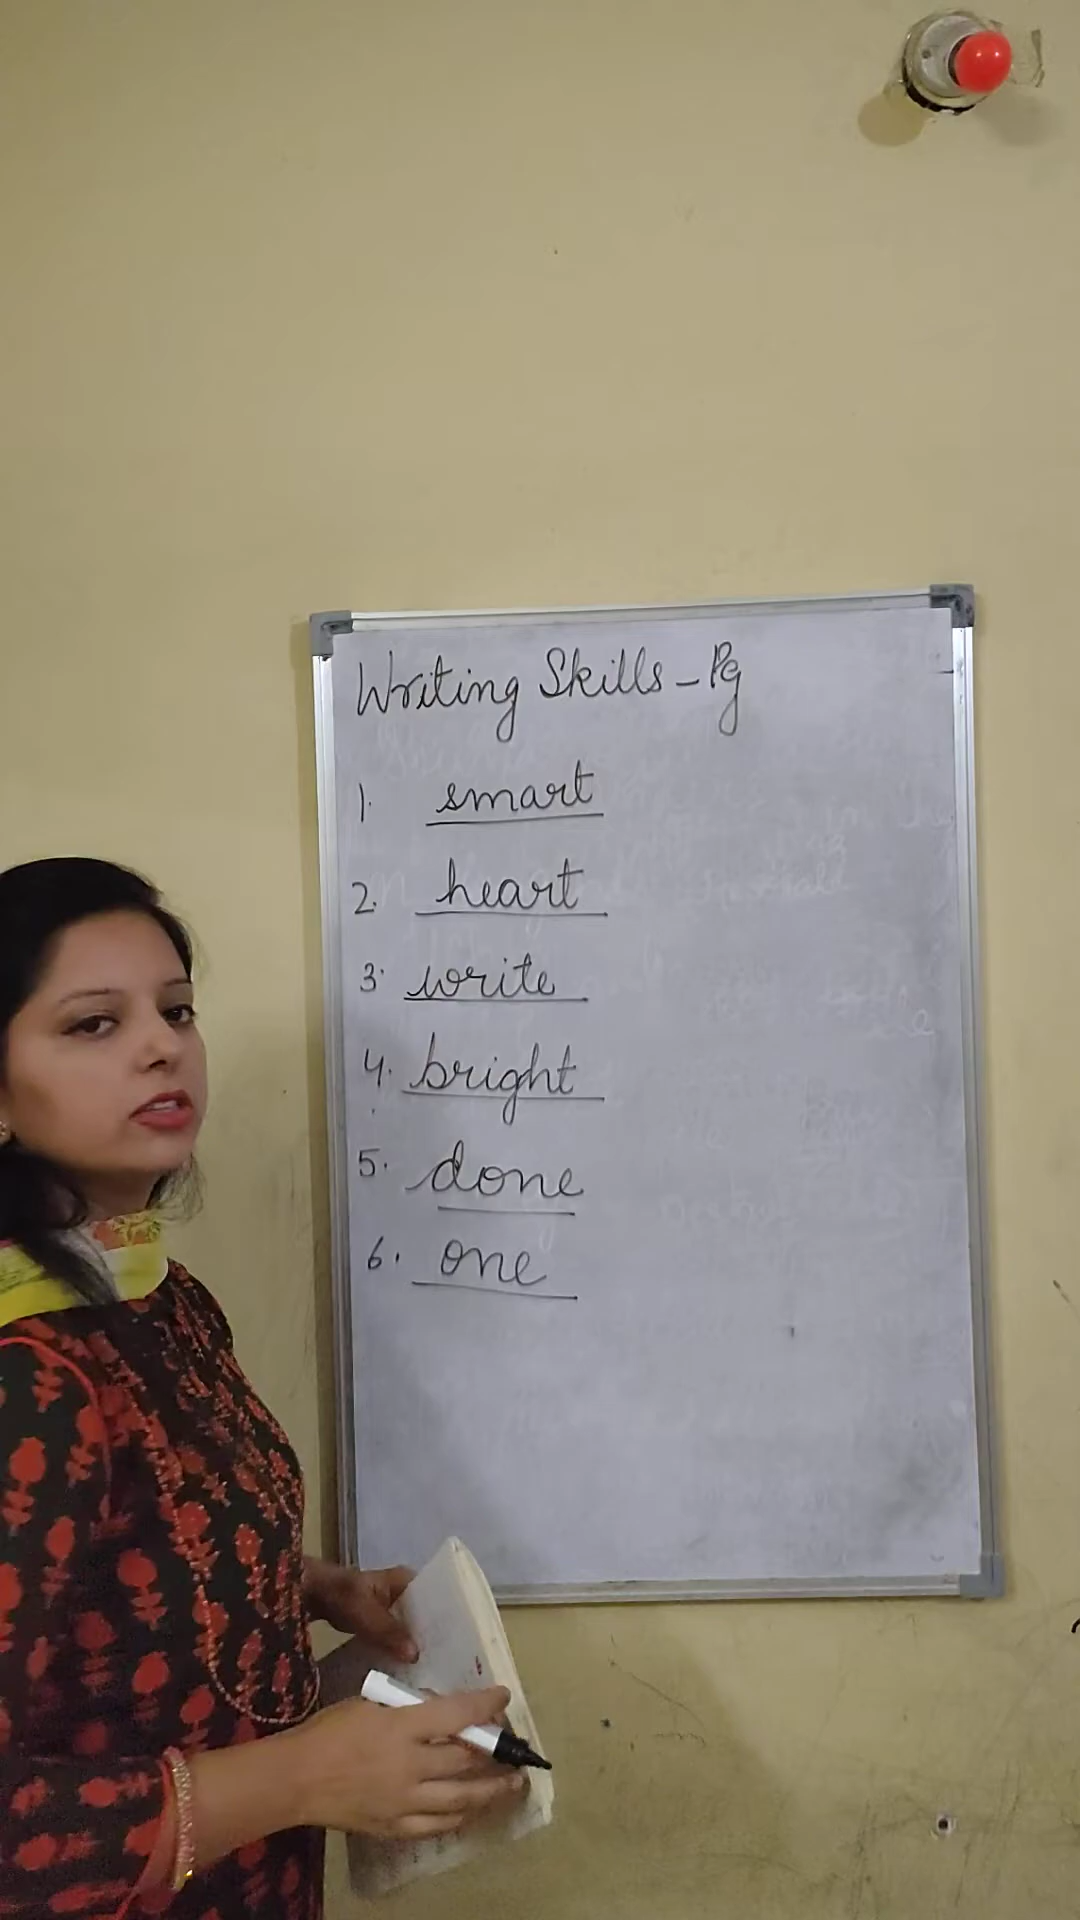 Writing Skills - Pg
1. smart
2. heart
3. write
4. bright
5. done
6. one